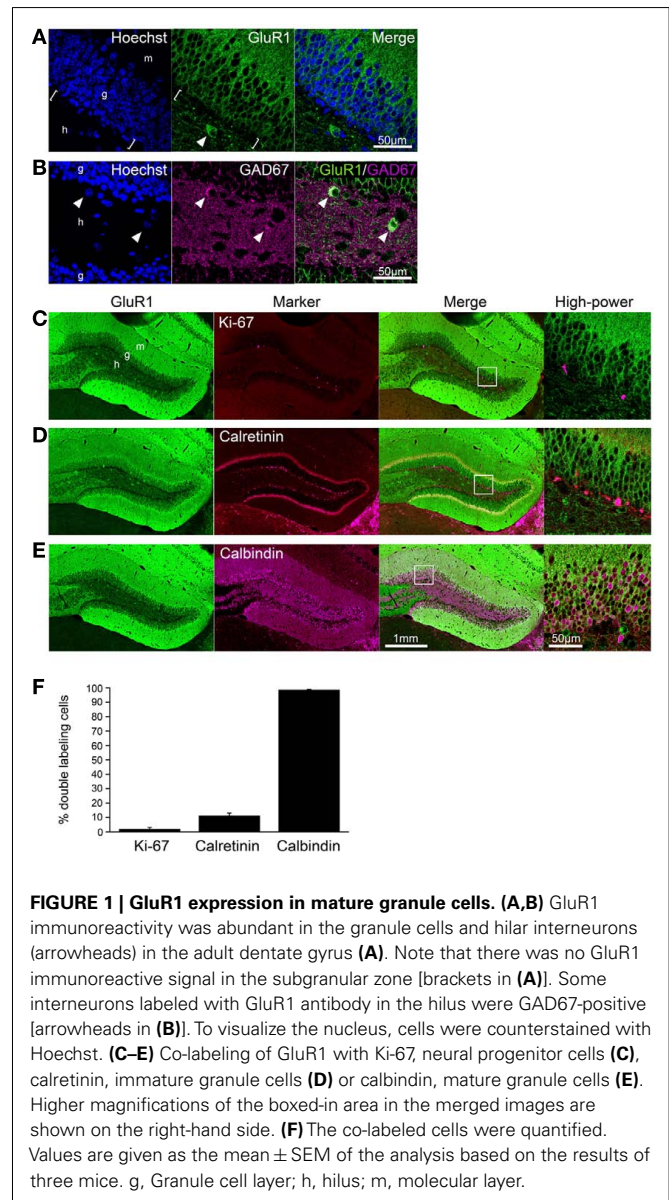 A
Hoechst GluR1 Merge
m
g
h
50µm
B
Hoechst GAD67 GluR1/GAD67
g
h
g
50µm
GluR1 Marker Merge High-power
C
Ki-67
m
g
h
D
Calretinin
E
Calbindin
1mm 50µm
F
% double labeling cells
100
90
80
70
60
50
40
30
20
10
0
Ki-67 Calretinin Calbindin
FIGURE 1 | GluR1 expression in mature granule cells. (A,B) GluR1
immunoreactivity was abundant in the granule cells and hilar interneurons
(arrowheads) in the adult dentate gyrus (A). Note that there was no GluR1
immunoreactive signal in the subgranular zone [brackets in (A)]. Some
interneurons labeled with GluR1 antibody in the hilus were GAD67-positive
[arrowheads in (B)]. To visualize the nucleus, cells were counterstained with
Hoechst. (C–E) Co-labeling of GluR1 with Ki-67, neural progenitor cells (C),
calretinin, immature granule cells (D) or calbindin, mature granule cells (E).
Higher magnifications of the boxed-in area in the merged images are
shown on the right-hand side. (F) The co-labeled cells were quantified.
Values are given as the mean ± SEM of the analysis based on the results of
three mice. g, Granule cell layer; h, hilus; m, molecular layer.